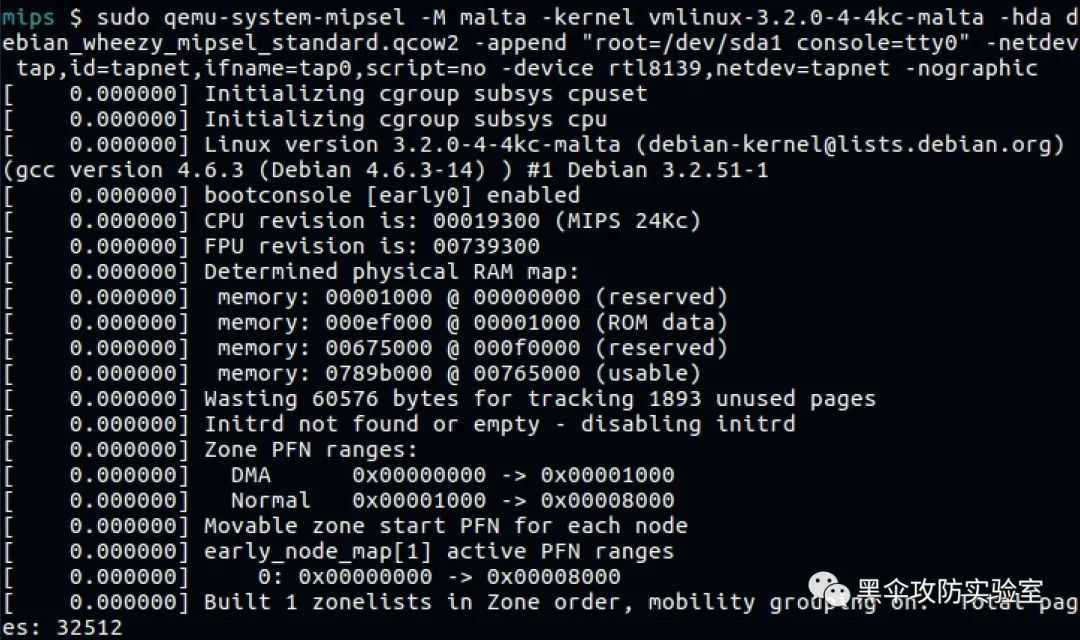 mips $ sudo qemu-system-mipsel -M malta -kernel vmlinux-3.2.0-4-4kc-malta -hda d
ebian_wheezy_mipsel_standard.qcow2 -append "root=/dev/sda1 console=tty0" -netdev
 tap,id=tapnet,ifname=tap0,script=no -device rtl8139,netdev=tapnet -nographic
[    0.000000] Initializing cgroup subsys cpuset
[    0.000000] Initializing cgroup subsys cpu
[    0.000000] Linux version 3.2.0-4-4kc-malta (debian-kernel@lists.debian.org)
(gcc version 4.6.3 (Debian 4.6.3-14) ) #1 Debian 3.2.51-1
[    0.000000] bootconsole [early0] enabled
[    0.000000] CPU revision is: 00019300 (MIPS 24Kc)
[    0.000000] FPU revision is: 00739300
[    0.000000] Determined physical RAM map:
[    0.000000]  memory: 00001000 @ 00000000 (reserved)
[    0.000000]  memory: 000ef000 @ 00001000 (ROM data)
[    0.000000]  memory: 00675000 @ 000f0000 (reserved)
[    0.000000]  memory: 0789b000 @ 00765000 (usable)
[    0.000000] Wasting 60576 bytes for tracking 1893 unused pages
[    0.000000] Initrd not found or empty - disabling initrd
[    0.000000] Zone PFN ranges:
[    0.000000]   DMA      0x00000000 -> 0x00001000
[    0.000000]   Normal   0x00001000 -> 0x00008000
[    0.000000] Movable zone start PFN for each node
[    0.000000] early_node_map[1] active PFN ranges
[    0.000000]     0: 0x00000000 -> 0x00008000
[    0.000000] Built 1 zonelists in Zone order, mobility grouping on.  Total pag
es: 32512
黑伞攻防实验室